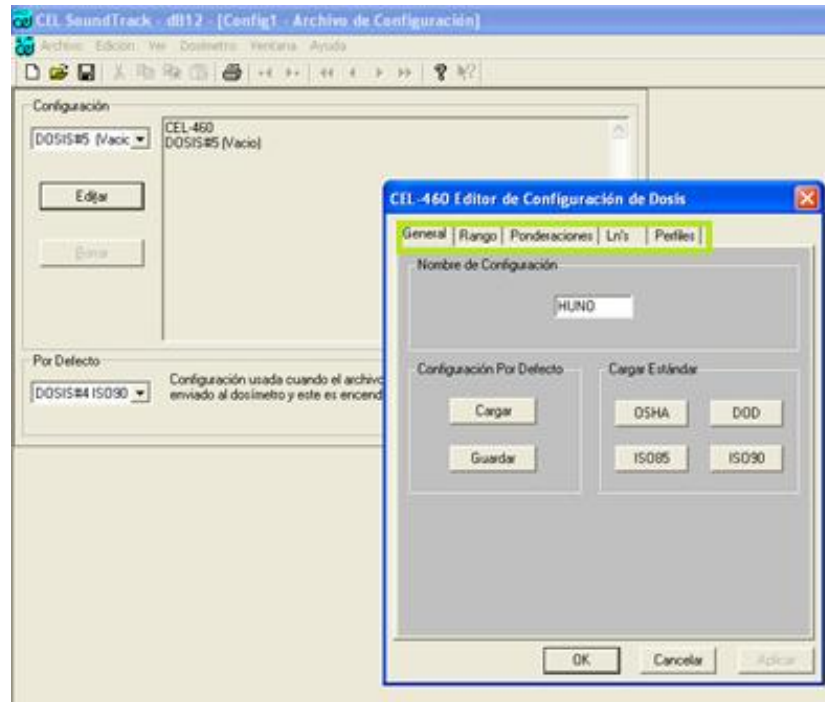 CEL SoundTrack - dB12 - [Config1 - Archivo de Configuración]
Archivo Edición Ver Dosímetro Ventana Ayuda
Configuración
DOSIS#5 (Vacic
CEL-460
DOSIS#5 (Vacio)
Editar
Borrar
Por Defecto
DOSIS#4 ISO90
Configuración usada cuando el archivo
enviado al dosímetro y este es encend
CEL-460 Editor de Configuración de Dosis
General Rango Ponderaciones Ln's Perfiles
Nombre de Configuración
HUNO
Configuración Por Defecto
Cargar Estándar
Cargar
OSHA
DOD
Guardar
ISO85
ISO90
OK
Cancelar
Aplicar